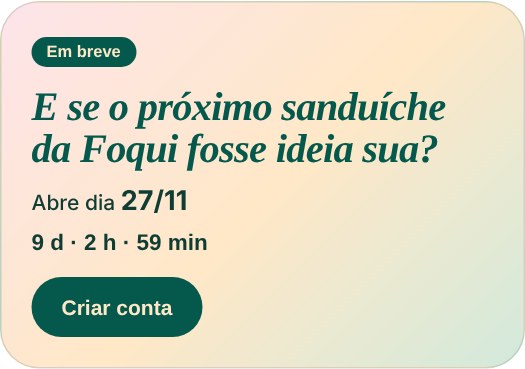 Em breve
E se o próximo sanduíche
da Foqui fosse ideia sua?
Abre dia 27/11
9 d · 2 h · 59 min
Criar conta